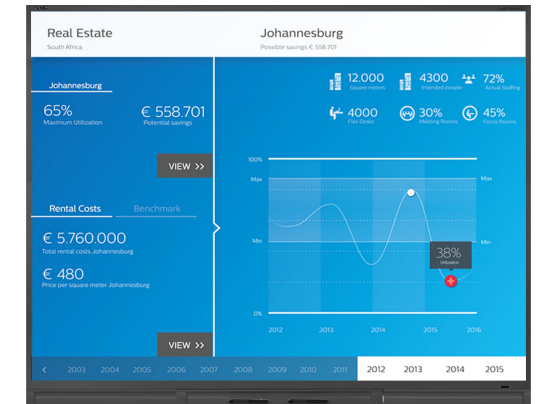 Real Estate
South Africa
Johannesburg
Possible savings € 558.701
Johannesburg
65%
Maximum Utilization
€ 558.701
Potential savings
VIEW >>
Rental Costs
Benchmark
€ 5.760.000
Total rental costs Johannesburg
€ 480
Price per square meter Johannesburg
VIEW >>
12.000
Square meters
4300
Intended people
72%
Actual Staffing
4000
Flex Desks
30%
Meeting Rooms
45%
Focus Rooms
100%
Max
Max
Min
Min
38%
Utilization
0%
2012 2013 2014 2015 2016
< 2003 2004 2005 2006 2007 2008 2009 2010 2011 2012 2013 2014 2015